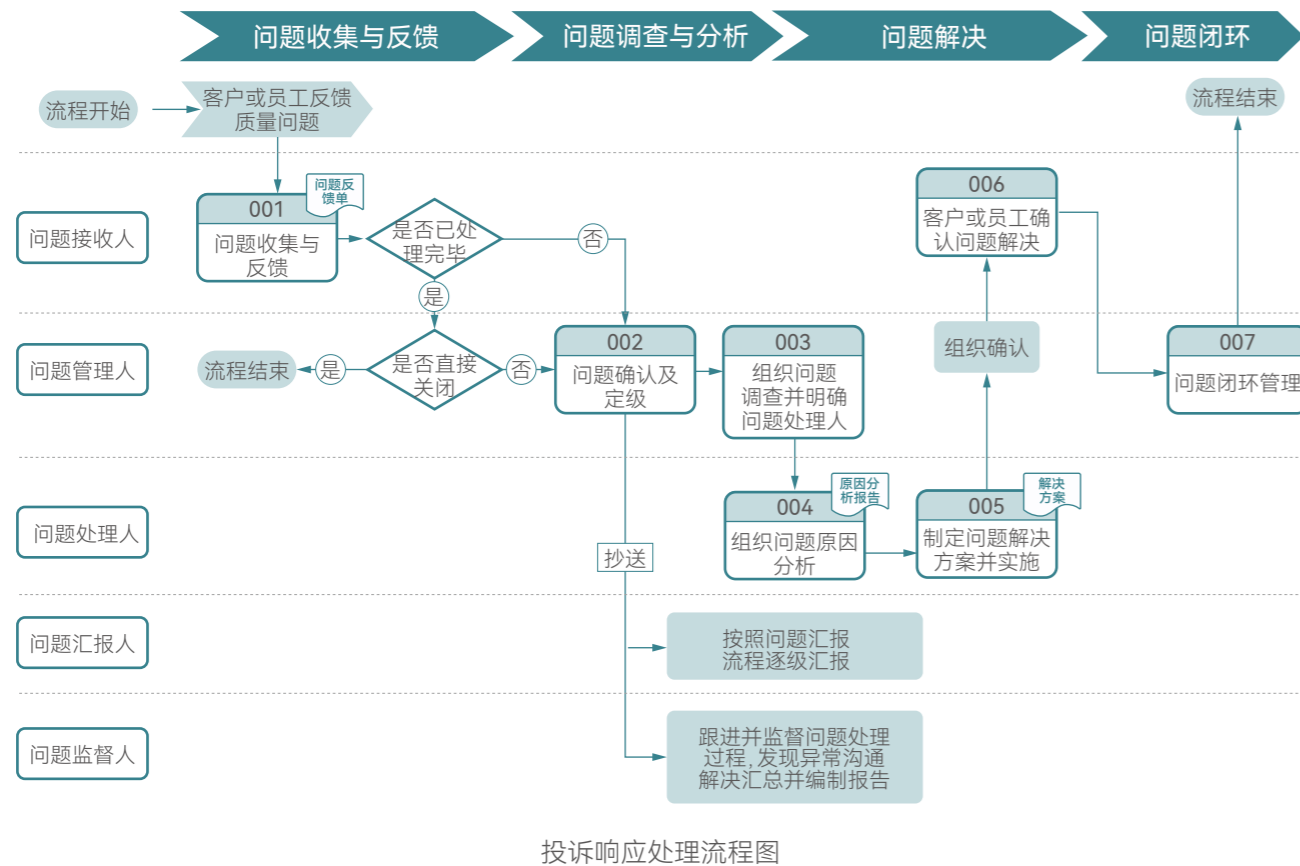 问题收集与反馈
问题调查与分析
问题解决
问题闭环
流程开始
客户或员工反馈
质量问题
流程结束
问题接收人
问题反
馈单
001
问题收集与
反馈
是否已处
理完毕
否
是
006
客户或员工确
认问题解决
问题管理人
流程结束
是
是否直接
关闭
否
002
问题确认及
定级
003
组织问题
调查并明确
问题处理人
组织确认
007
问题闭环管理
问题处理人
抄送
原因分
析报告
004
组织问题原因
分析
解决
方案
005
制定问题解决
方案并实施
问题汇报人
按照问题汇报
流程逐级汇报
问题监督人
跟进并监督问题处理
过程,发现异常沟通
解决汇总并编制报告
投诉响应处理流程图